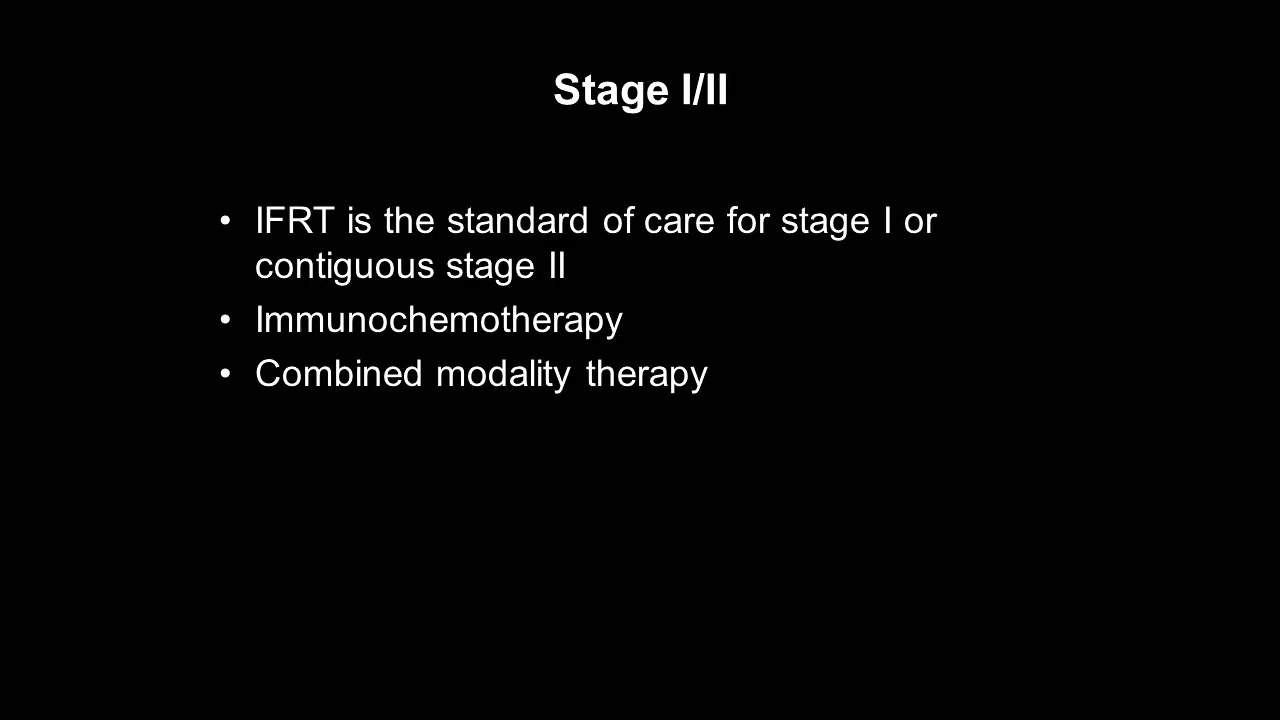 Stage I/II
• IFRT is the standard of care for stage I or
contiguous stage II
• Immunochemotherapy
• Combined modality therapy